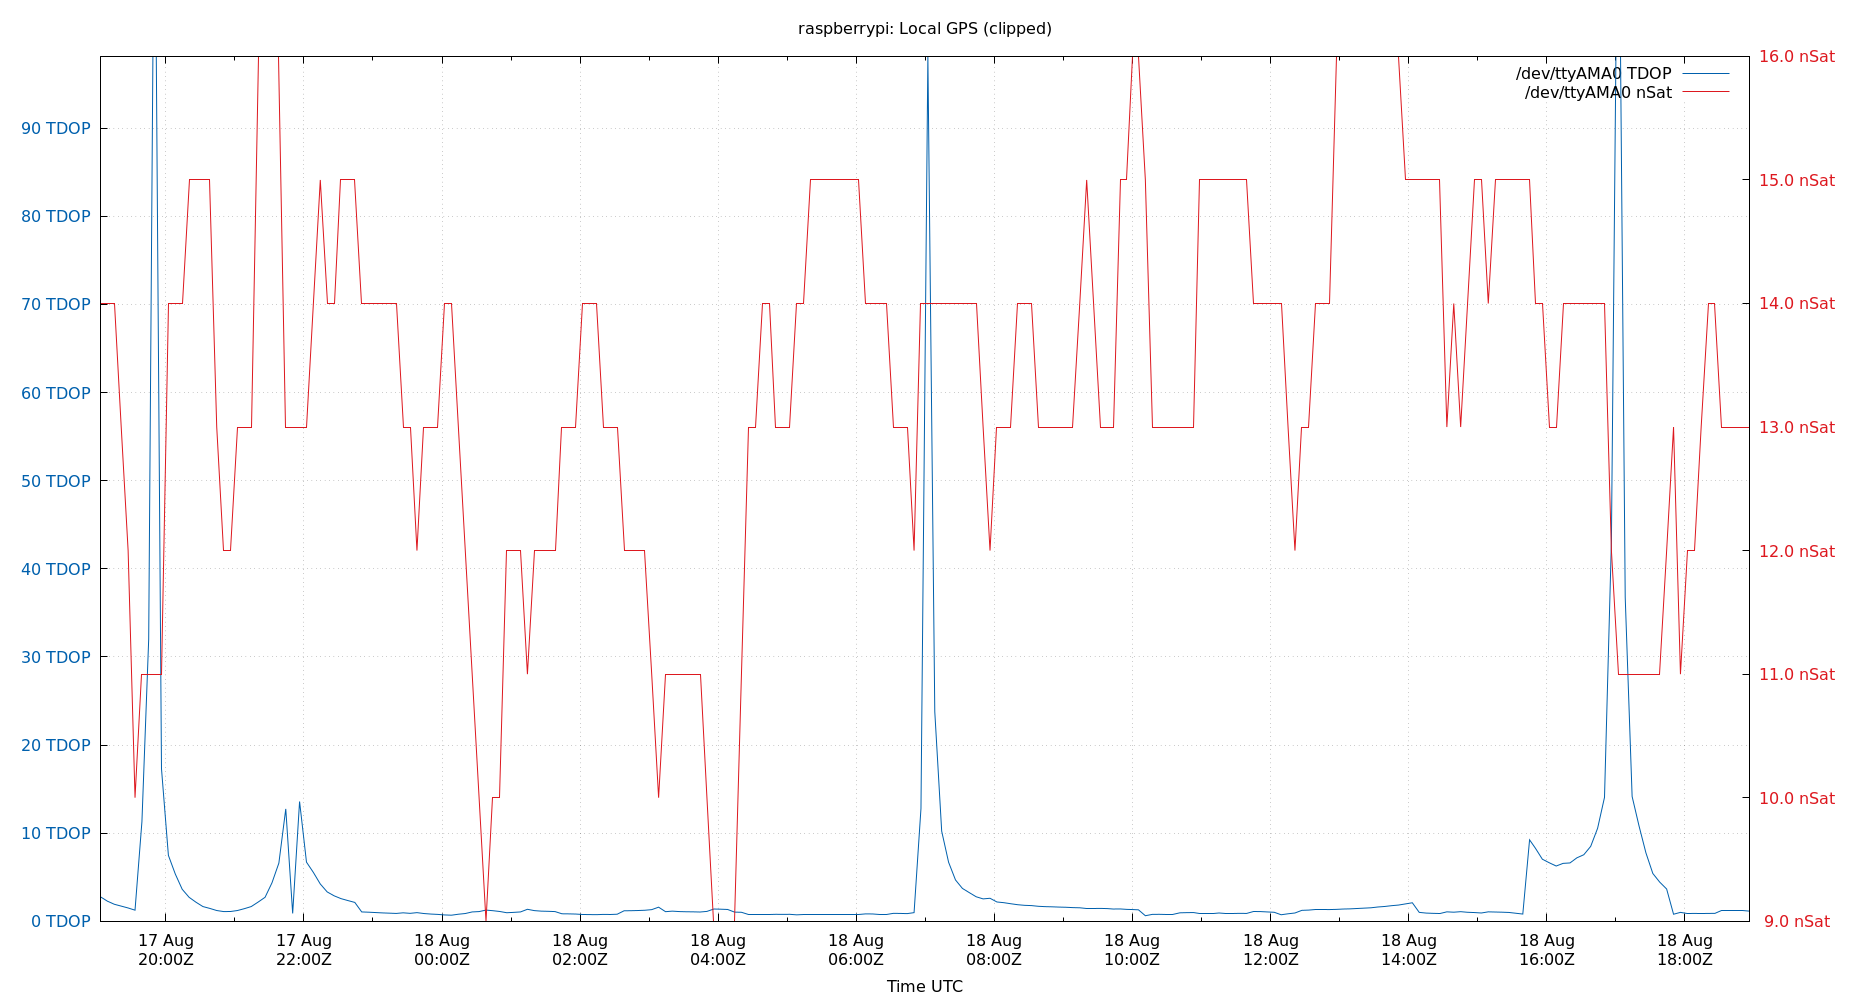 raspberrypi: Local GPS (clipped)
/dev/ttyAMA0 TDOP
/dev/ttyAMA0 nSat
90 TDOP
80 TDOP
70 TDOP
60 TDOP
50 TDOP
40 TDOP
30 TDOP
20 TDOP
10 TDOP
0 TDOP
16.0 nSat
15.0 nSat
14.0 nSat
13.0 nSat
12.0 nSat
11.0 nSat
10.0 nSat
9.0 nSat
17 Aug
20:00Z
17 Aug
22:00Z
18 Aug
00:00Z
18 Aug
02:00Z
18 Aug
04:00Z
18 Aug
06:00Z
18 Aug
08:00Z
18 Aug
10:00Z
18 Aug
12:00Z
18 Aug
14:00Z
18 Aug
16:00Z
18 Aug
18:00Z
Time UTC